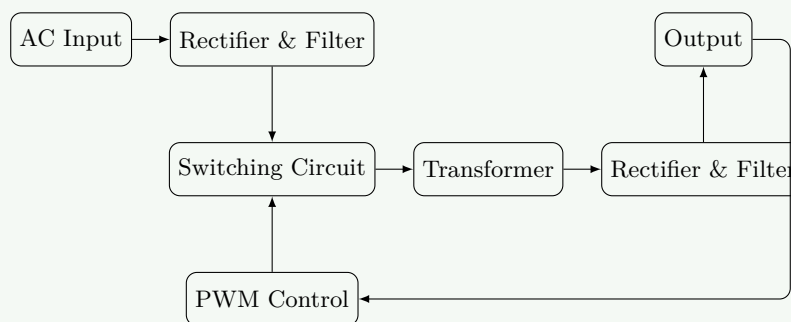 AC Input
Rectifier & Filter
Output
Switching Circuit
Transformer
Rectifier & Filter
PWM Control